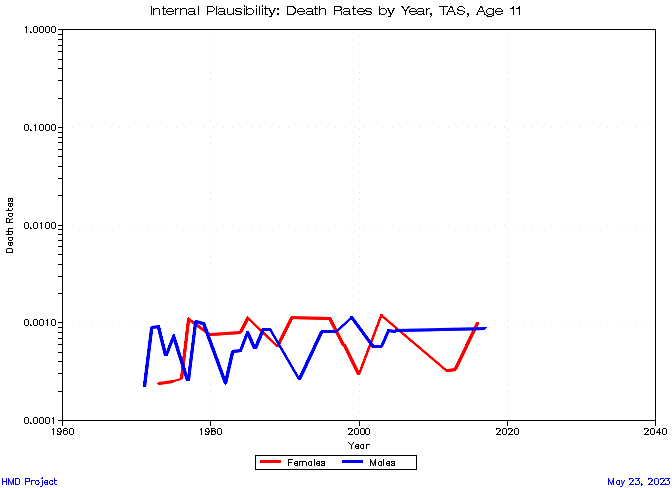 Internal Plausibility: Death Rates by Year, TAS, Age 11
1.0000
0.1000
0.0100
0.0010
0.0001
Death Rates
1960
1980
2000
2020
2040
Year
Females
Males
HMD Project
May 23, 2023